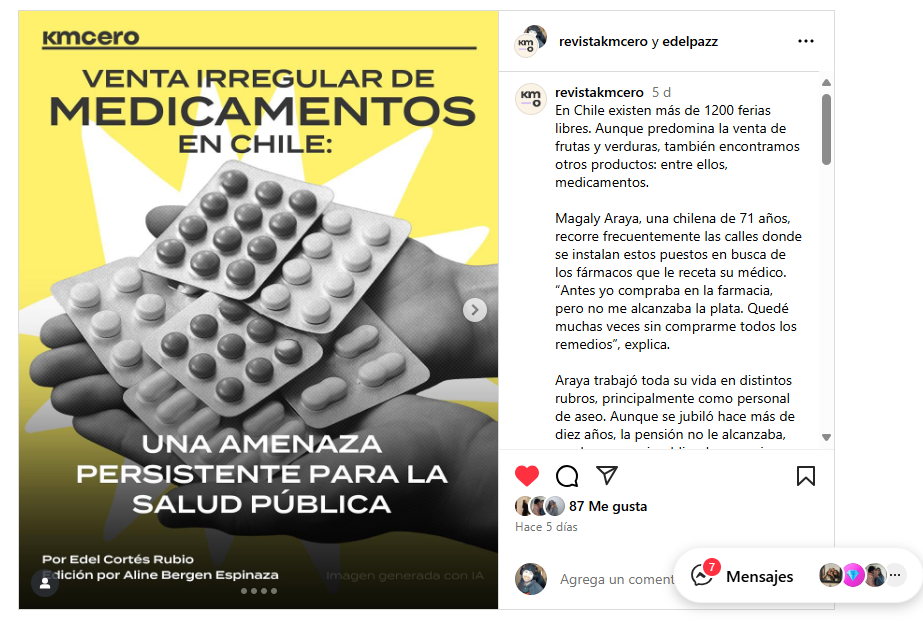 kmcero
VENTA IRREGULAR DE
MEDICAMENTOS
EN CHILE:
UNA AMENAZA
PERSISTENTE PARA LA
SALUD PÚBLICA
Por Edel Cortés Rubio
Edición por Aline Bergen Espinaza
Imagen generada con IA
km
o
revistakmcero y edelpazz
km
o
revistakmcero 5 d
En Chile existen más de 1200 ferias
libres. Aunque predomina la venta de
frutas y verduras, también encontramos
otros productos: entre ellos,
medicamentos.
Magaly Araya, una chilena de 71 años,
recorre frecuentemente las calles donde
se instalan estos puestos en busca de
los fármacos que le receta su médico.
“Antes yo compraba en la farmacia,
pero no me alcanzaba la plata. Quedé
muchas veces sin comprarme todos los
remedios”, explica.
Araya trabajó toda su vida en distintos
rubros, principalmente como personal
de aseo. Aunque se jubiló hace más de
diez años, la pensión no le alcanzaba,
87 Me gusta
Hace 5 días
Agrega un coment
7
Mensajes